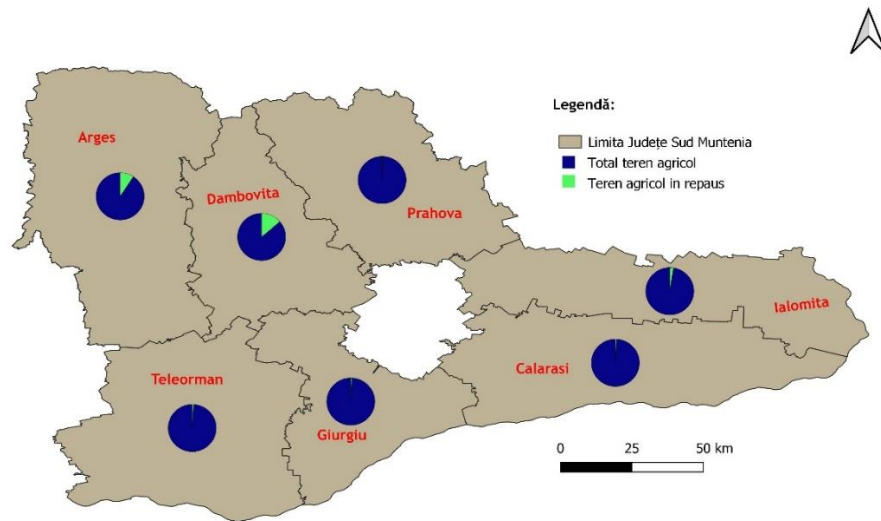 Legendă:
Limita Județe Sud Muntenia
Total teren agricol
Teren agricol in repaus
Arges
Dambovita
Prahova
Ialomita
Calarasi
Teleorman
Giurgiu
0 25 50 km